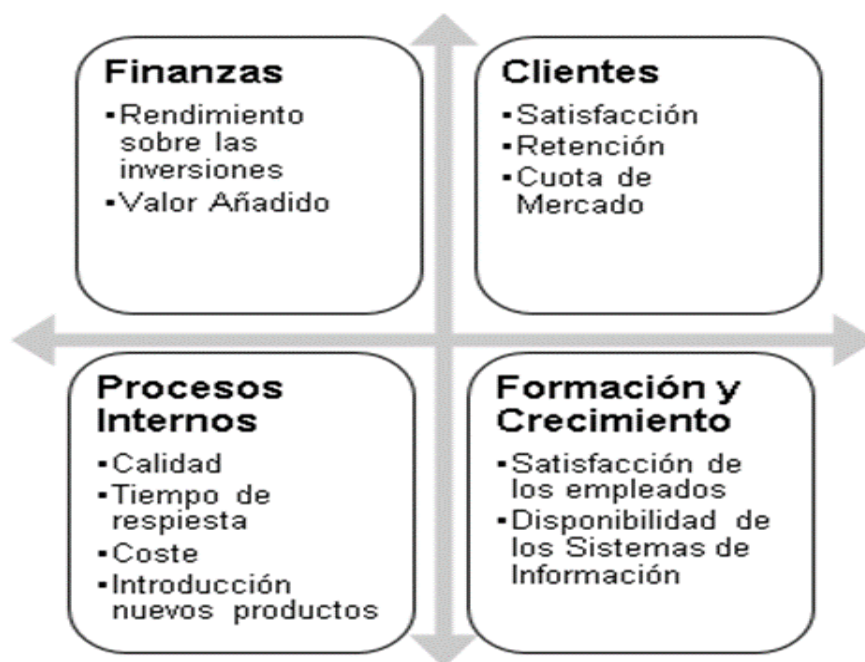 Finanzas
▪Rendimiento
sobre las
inversiones
▪Valor Añadido
Clientes
▪Satisfacción
▪Retención
▪Cuota de
Mercado
Procesos
Internos
▪Calidad
▪Tiempo de
respiesta
▪Coste
▪Introducción
nuevos productos
Formación y
Crecimiento
▪Satisfacción de
los empleados
▪Disponibilidad de
los Sistemas de
Información